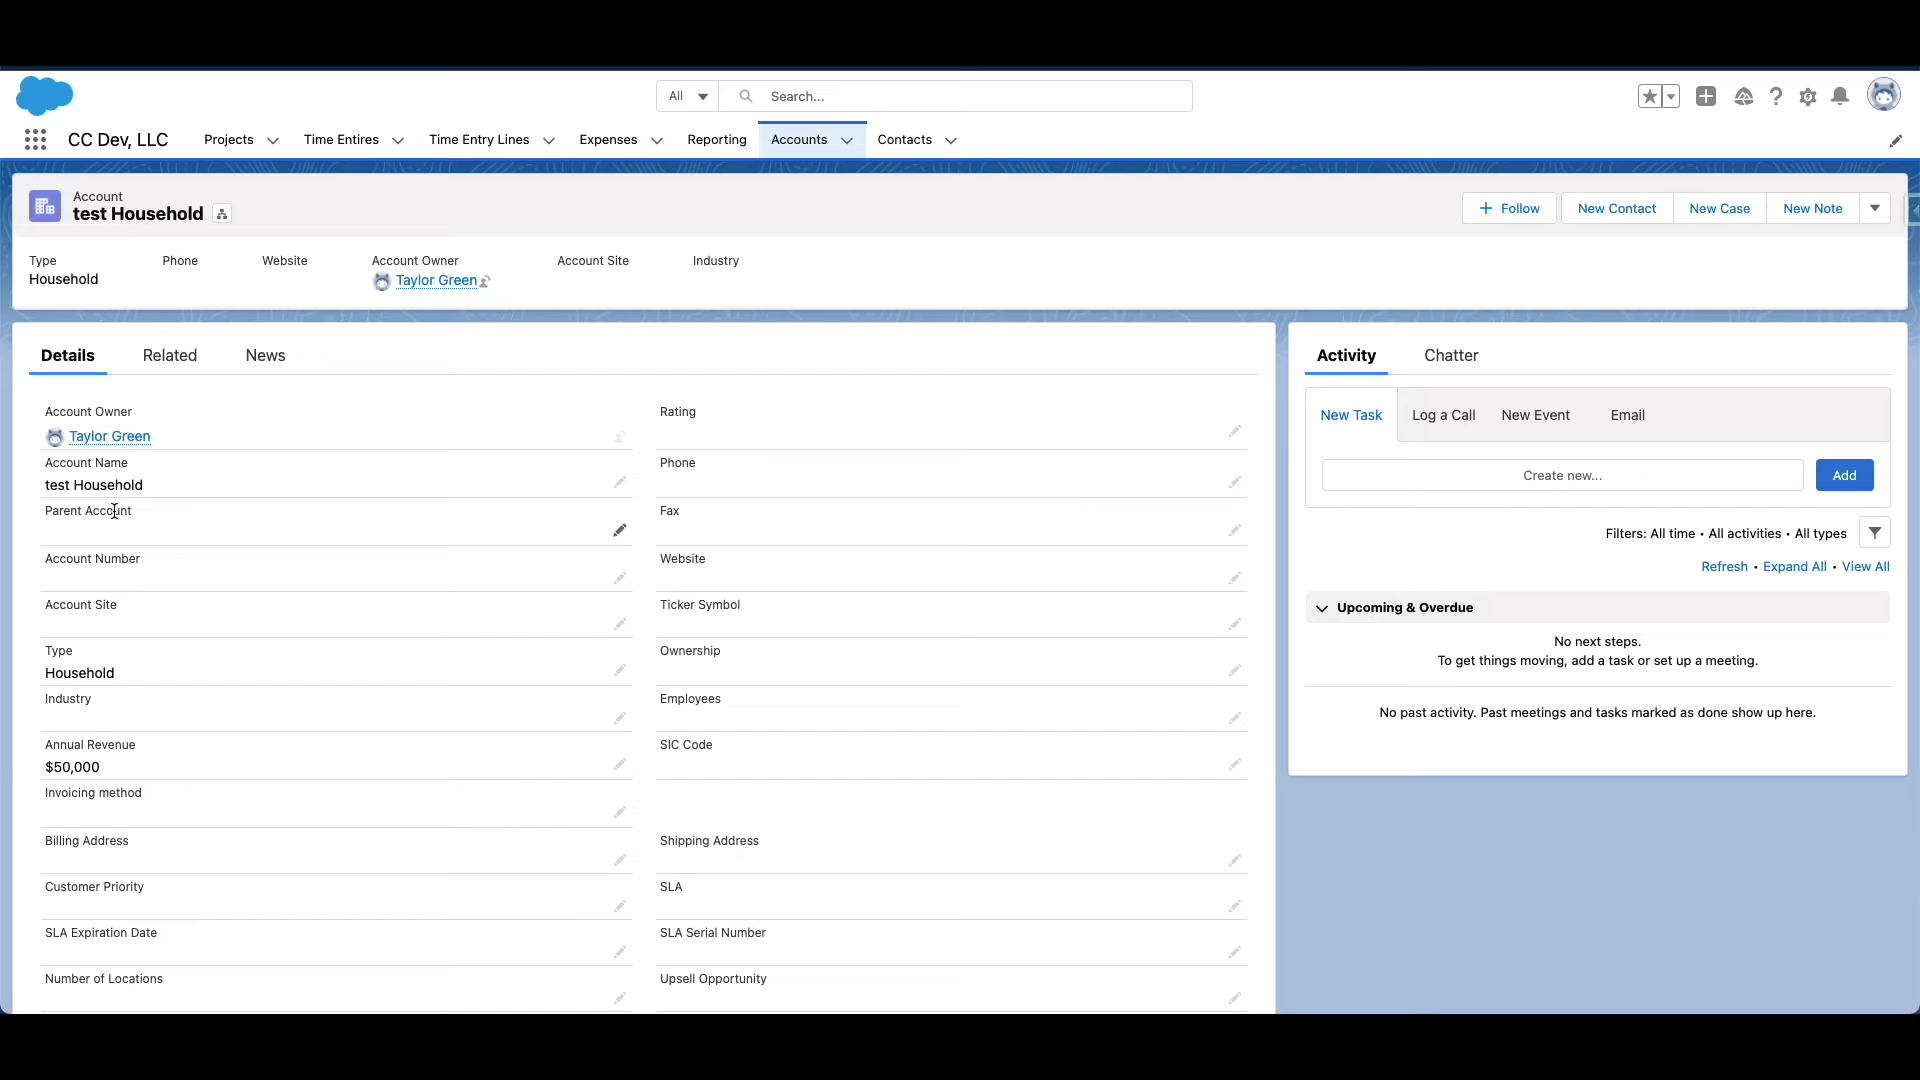 All
Search...
CC Dev, LLC
Projects
Time Entires
Time Entry Lines
Expenses
Reporting
Accounts
Contacts
Account
test Household
Follow
New Contact
New Case
New Note
Type
Phone
Website
Account Owner
Account Site
Industry
Household
Taylor Green
Details
Related
News
Account Owner
Taylor Green
Rating
Account Name
test Household
Phone
Parent Account
Fax
Account Number
Website
Account Site
Ticker Symbol
Type
Household
Ownership
Industry
Employees
Annual Revenue
$50,000
SIC Code
Invoicing method
Billing Address
Shipping Address
Customer Priority
SLA
SLA Expiration Date
SLA Serial Number
Number of Locations
Upsell Opportunity
Activity
Chatter
New Task
Log a Call
New Event
Email
Create new...
Add
Filters: All time • All activities • All types
Refresh • Expand All • View All
Upcoming & Overdue
No next steps.
To get things moving, add a task or set up a meeting.
No past activity. Past meetings and tasks marked as done show up here.